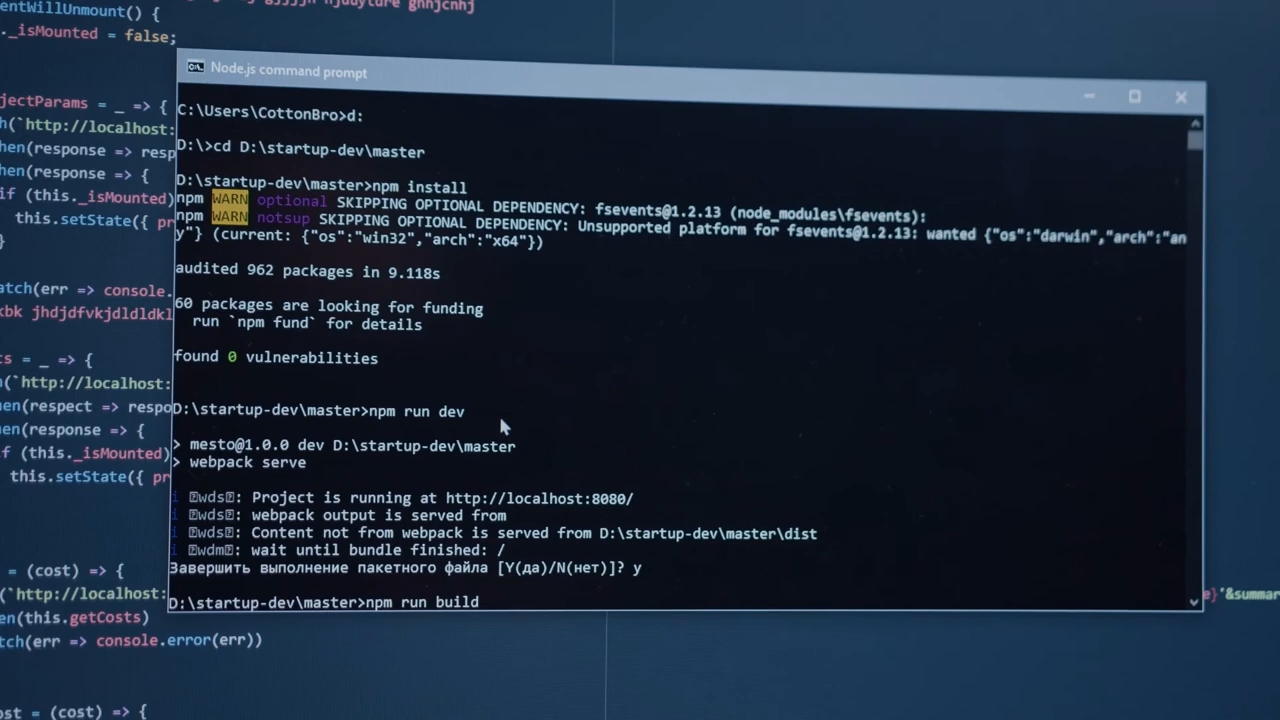 entWillUnmount() {
._isMounted = false;
ghhjcnhj
jectParams = _ => {
h(`http://localhost:
hen(response => resp
hen(response => {
if (this._isMounted)
this.setState({ pr
}
atch(err => console.
kbk jhdjdfvkjdldldkl
ts = _ => {
h(`http://localhost:
hen(respect => respo
hen(response => {
if (this._isMounted)
this.setState({ pr
= (cost) => {
(`http://localhost:
en(this.getCosts)
tch(err => console.error(err))
ost = (cost) => {
Node.js command prompt
C:\Users\CottonBro>d:
D:\>cd D:\startup-dev\master
D:\startup-dev\master>npm install
npm WARN optional SKIPPING OPTIONAL DEPENDENCY: fsevents@1.2.13 (node_modules\fsevents):
npm WARN notsup SKIPPING OPTIONAL DEPENDENCY: Unsupported platform for fsevents@1.2.13: wanted {"os":"darwin","arch":"an
y"} (current: {"os":"win32","arch":"x64"})
audited 962 packages in 9.118s
60 packages are looking for funding
run `npm fund` for details
found 0 vulnerabilities
D:\startup-dev\master>npm run dev
> mesto@1.0.0 dev D:\startup-dev\master
> webpack serve
i wds: Project is running at http://localhost:8080/
i wds: webpack output is served from
i wds: Content not from webpack is served from D:\startup-dev\master\dist
i wdm: wait until bundle finished: /
Завершить выполнение пакетного файла [Y(да)/N(нет)]? y
D:\startup-dev\master>npm run build
e}'&summar